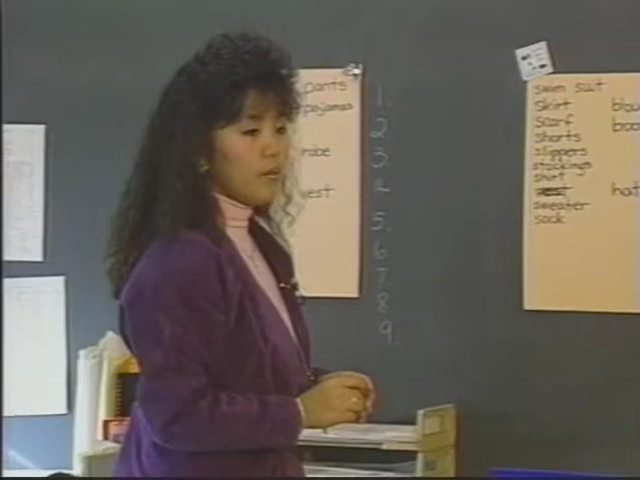 pants
pajamas
robe
vest
1.
2.
3.
4.
5.
6
7.
8
9.
swim suit
skirt
scarf
shorts
slippers
stockings
shirt
sweater
sock
blou
boo
hat